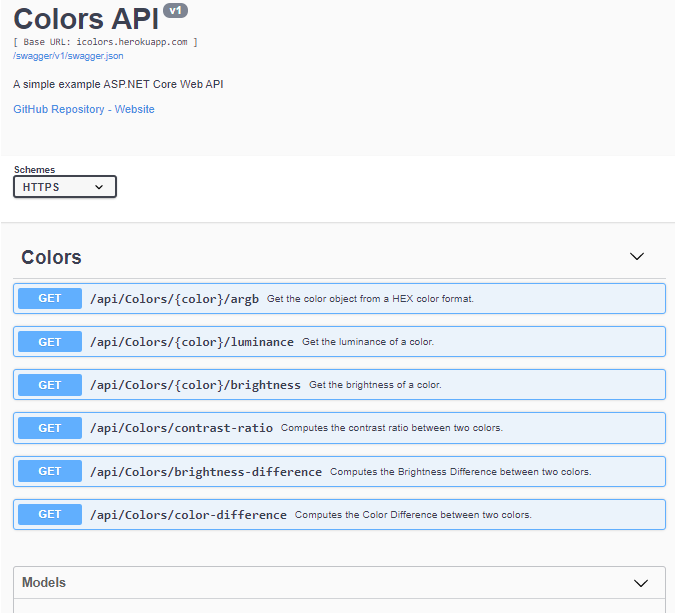 Colors API v1
[ Base URL: icolors.herokuapp.com ]
/swagger/v1/swagger.json
A simple example ASP.NET Core Web API
GitHub Repository - Website
Schemes
HTTPS
Colors
GET /api/Colors/{color}/argb Get the color object from a HEX color format.
GET /api/Colors/{color}/luminance Get the luminance of a color.
GET /api/Colors/{color}/brightness Get the brightness of a color.
GET /api/Colors/contrast-ratio Computes the contrast ratio between two colors.
GET /api/Colors/brightness-difference Computes the Brightness Difference between two colors.
GET /api/Colors/color-difference Computes the Color Difference between two colors.
Models